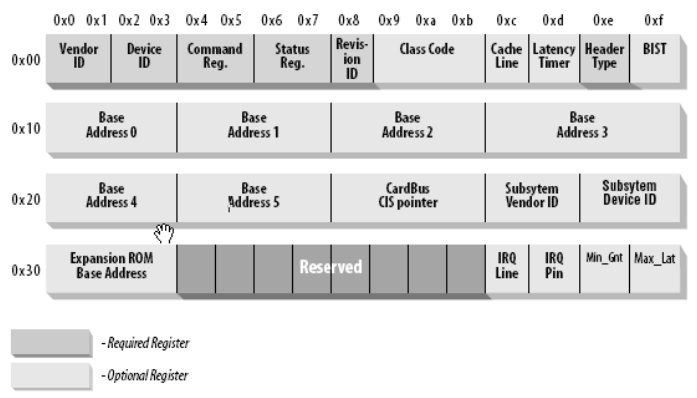 0x0 0x1 0x2 0x3 0x4 0x5 0x6 0x7 0x8 0x9 0xa 0xb 0xc 0xd 0xe 0xf
0x00
Vendor
ID
Device
ID
Command
Reg.
Status
Reg.
Revis-
ion
ID
Class Code
Cache
Line
Latency
Timer
Header
Type
BIST
0x10
Base
Address 0
Base
Address 1
Base
Address 2
Base
Address 3
0x20
Base
Address 4
Base
Address 5
CardBus
CIS pointer
Subsytem
Vendor ID
Subsytem
Device ID
0x30
Expansion ROM
Base Address
Reserved
IRQ
Line
IRQ
Pin
Min_Gnt
Max_Lat
- Required Register
- Optional Register